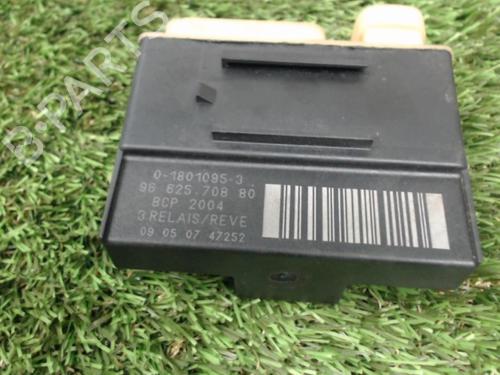 B-PARTS
0-1801095-3
96 625 708 80
BCP 2004
3.RELAIS/REVE
09 05 07 47252